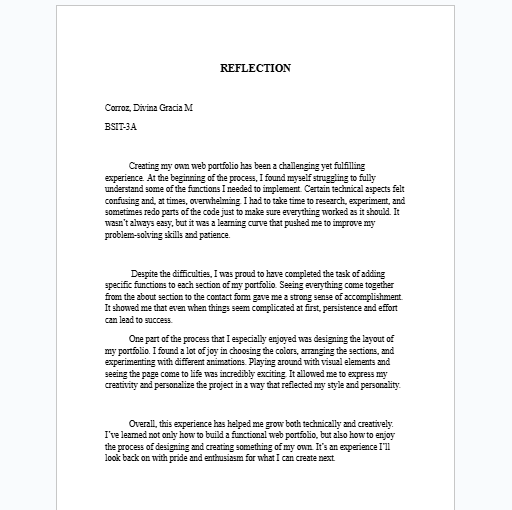 REFLECTION
Corroz, Divina Gracia M
BSIT-3A
Creating my own web portfolio has been a challenging yet fulfilling
experience. At the beginning of the process, I found myself struggling to fully
understand some of the functions I needed to implement. Certain technical aspects felt
confusing and, at times, overwhelming. I had to take time to research, experiment, and
sometimes redo parts of the code just to make sure everything worked as it should. It
wasn't always easy, but it was a learning curve that pushed me to improve my
problem-solving skills and patience.
Despite the difficulties, I was proud to have completed the task of adding
specific functions to each section of my portfolio. Seeing everything come together
from the about section to the contact form gave me a strong sense of accomplishment.
It showed me that even when things seem complicated at first, persistence and effort
can lead to success.
One part of the process that I especially enjoyed was designing the layout of
my portfolio. I found a lot of joy in choosing the colors, arranging the sections, and
experimenting with different animations. Playing around with visual elements and
seeing the page come to life was incredibly exciting. It allowed me to express my
creativity and personalize the project in a way that reflected my style and personality.
Overall, this experience has helped me grow both technically and creatively.
I've learned not only how to build a functional web portfolio, but also how to enjoy
the process of designing and creating something of my own. It's an experience I'll
look back on with pride and enthusiasm for what I can create next.